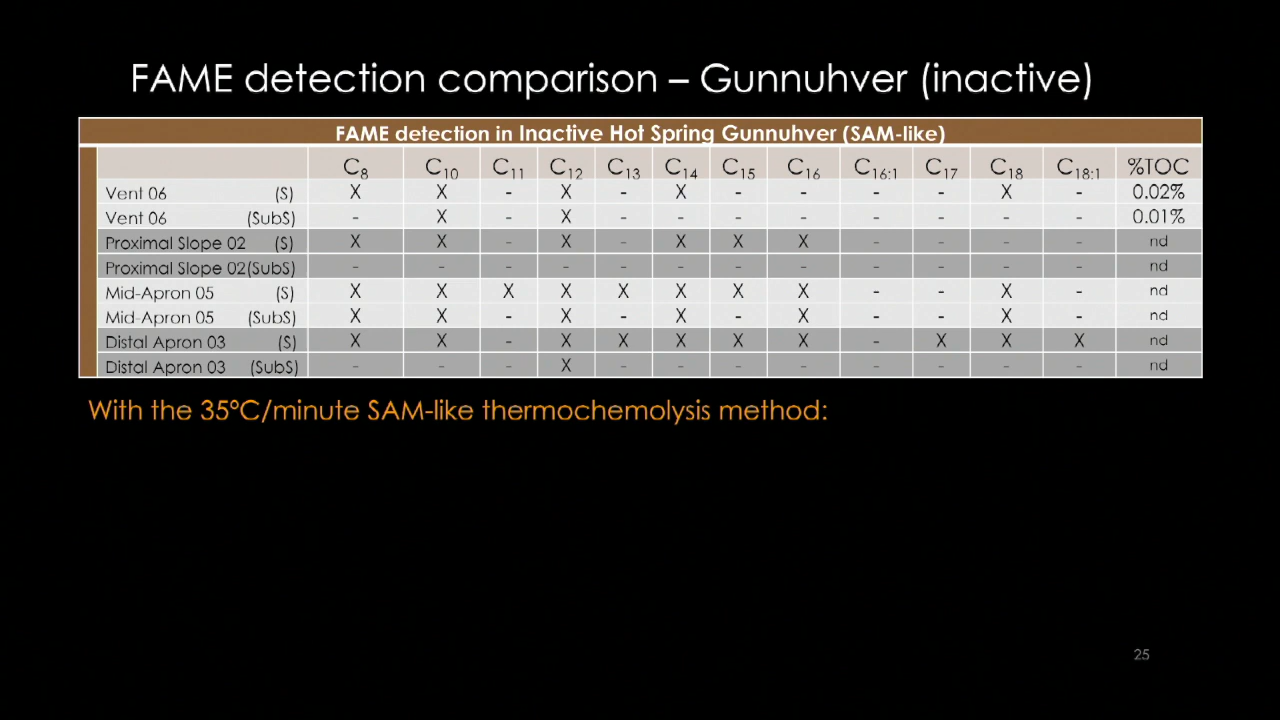 FAME detection comparison – Gunnuhver (inactive)
FAME detection in Inactive Hot Spring Gunnuhver (SAM-like)
C8 C10 C11 C12 C13 C14 C15 C16 C16:1 C17 C18 C18:1 %TOC
Vent 06 (S) X X - X - X - - - - X - 0.02%
Vent 06 (SubS) - X - X - - - - - - - - 0.01%
Proximal Slope 02 (S) X X - X - X X X - - - - nd
Proximal Slope 02(SubS) - - - - - - - - - - - - nd
Mid-Apron 05 (S) X X X X X X X X - - X - nd
Mid-Apron 05 (SubS) X X - X - X - X - - X - nd
Distal Apron 03 (S) X X - X X X X X - X X X nd
Distal Apron 03 (SubS) - - - X - - - - - - - - nd
With the 35°C/minute SAM-like thermochemolysis method:
25